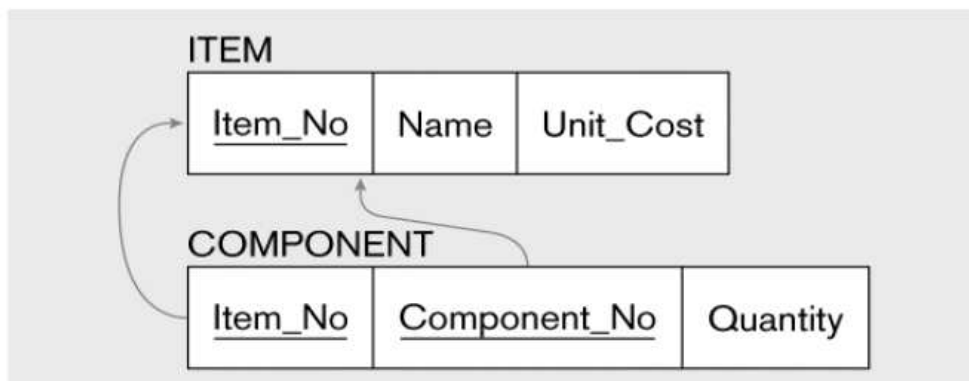 ITEM
Item_No Name Unit_Cost
COMPONENT
Item_No Component_No Quantity